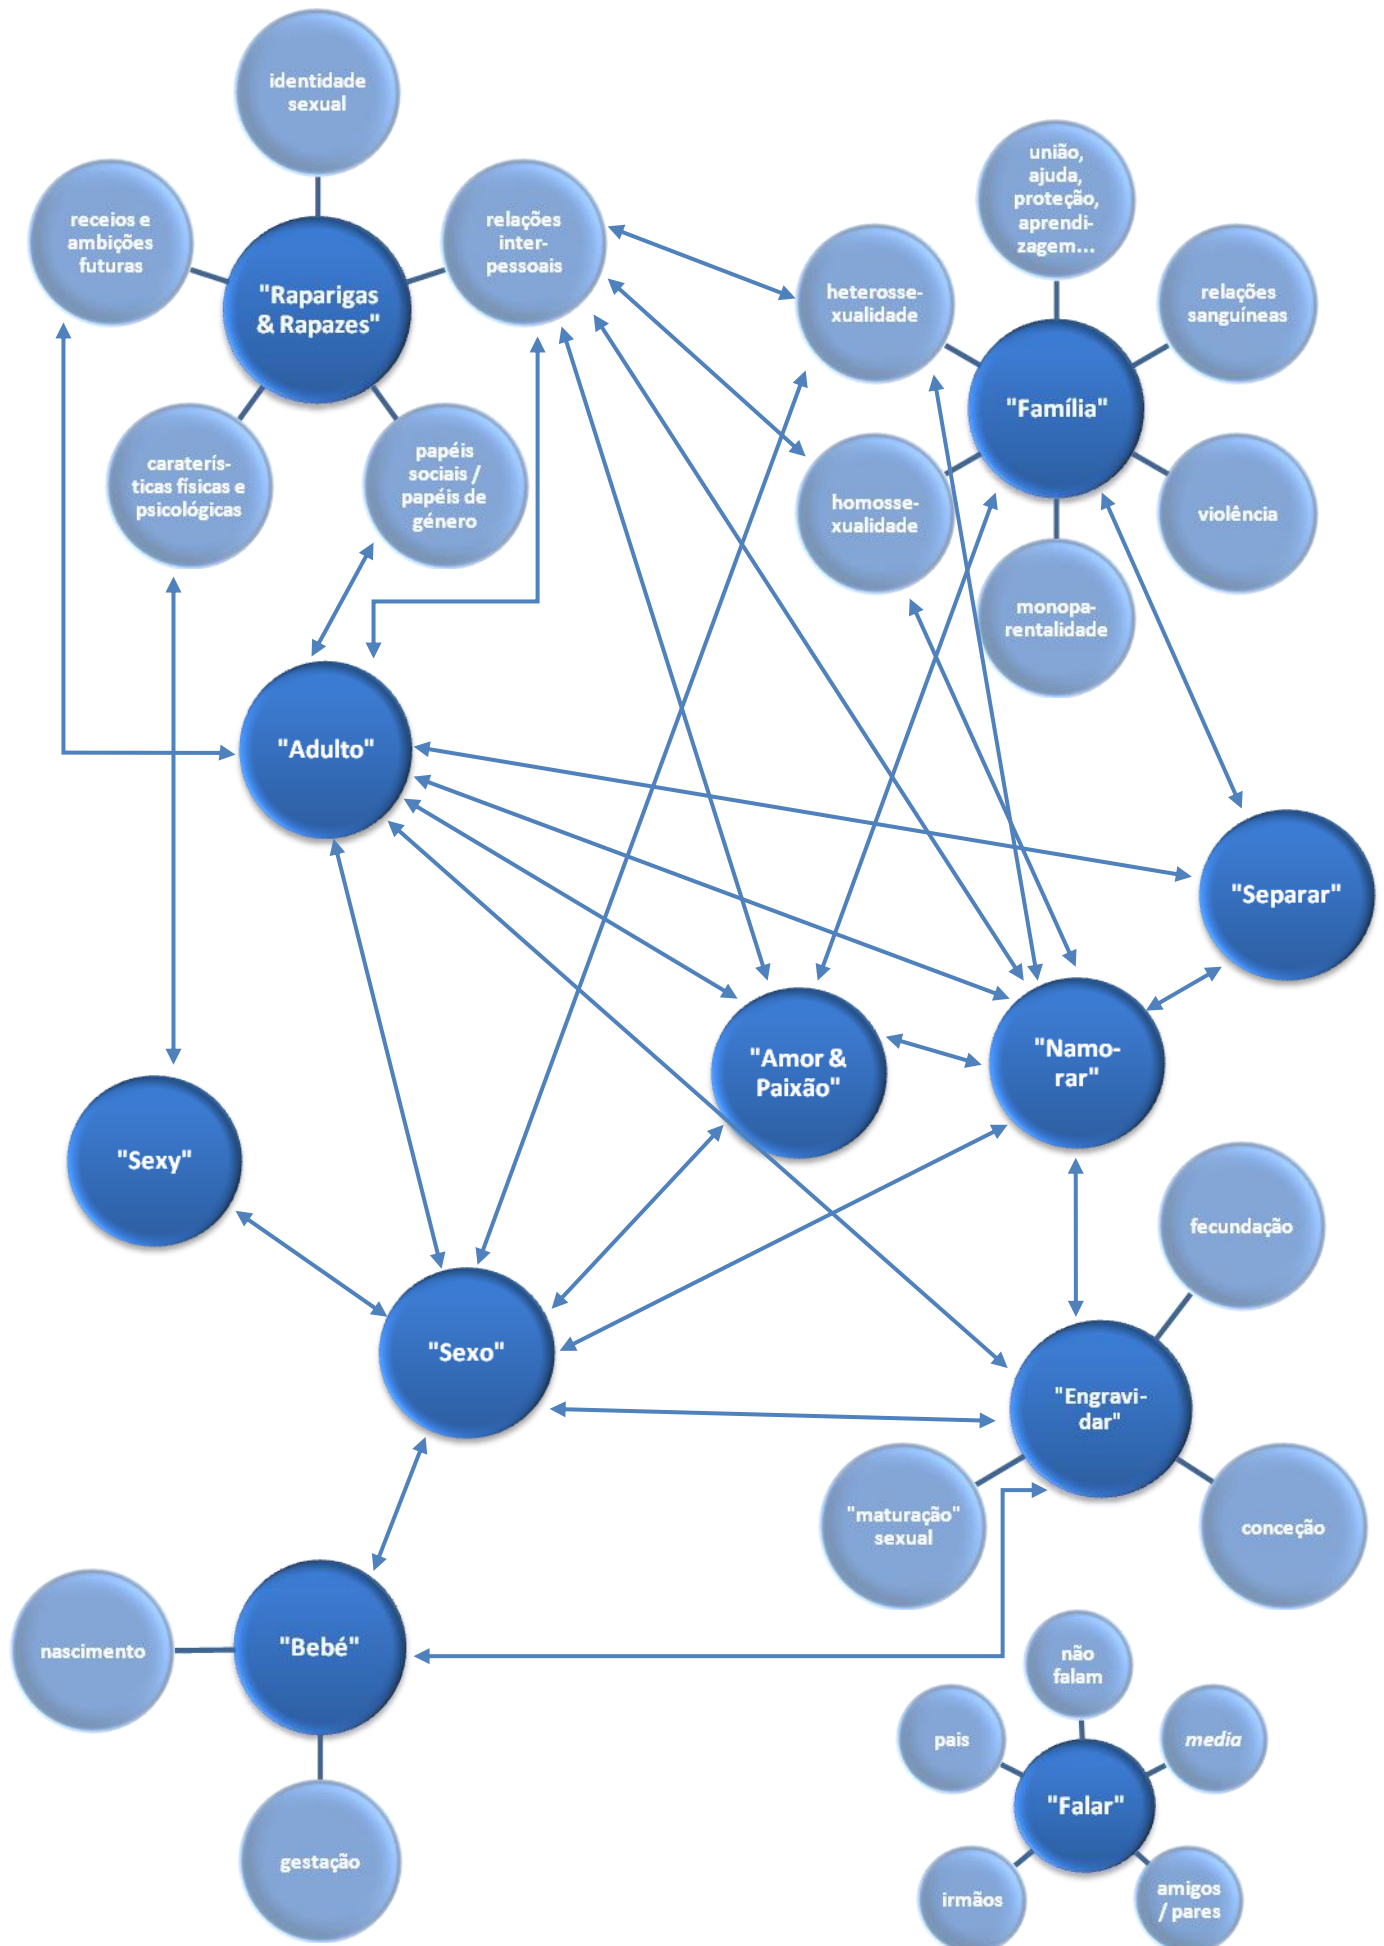 identidade
sexual
receios e
ambições
futuras
"Raparigas
& Rapazes"
relações
inter-
pessoais
caraterís-
ticas físicas e
psicológicas
papéis
sociais /
papéis de
género
união,
ajuda,
proteção,
aprendi-
zagem...
heterosse-
xualidade
relações
sanguíneas
"Família"
homosse-
xualidade
violência
monopa-
rentalidade
"Adulto"
"Separar"
"Amor &
Paixão"
"Namo-
rar"
"Sexy"
"Sexo"
fecundação
"Engravi-
dar"
"maturação"
sexual
conceção
nascimento
"Bebé"
gestação
não
falam
pais
media
"Falar"
irmãos
amigos
/ pares